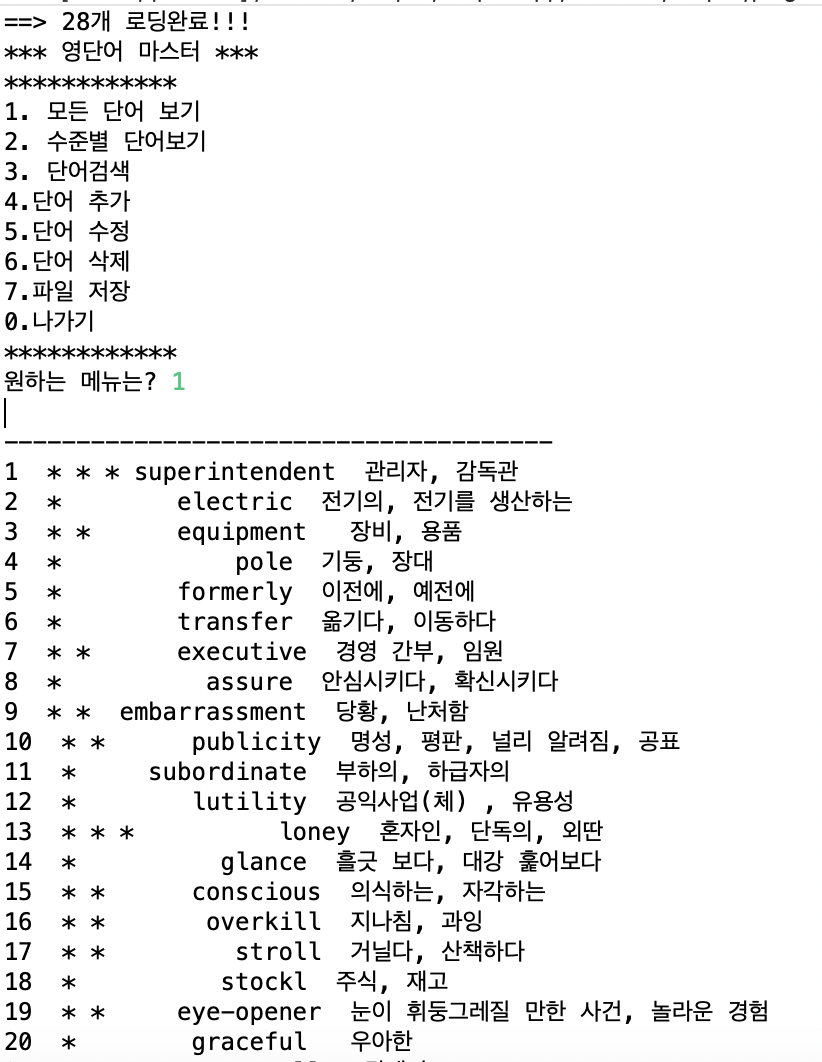 ==> 28개 로딩완료!!!
*** 영단어 마스터 ***
************
1. 모든 단어 보기
2. 수준별 단어보기
3. 단어검색
4.단어 추가
5.단어 수정
6.단어 삭제
7.파일 저장
0.나가기
************
원하는 메뉴는? 1
--------------------------------------
1 * * * superintendent 관리자, 감독관
2 * electric 전기의, 전기를 생산하는
3 * * equipment 장비, 용품
4 * pole 기둥, 장대
5 * formerly 이전에, 예전에
6 * transfer 옮기다, 이동하다
7 * * executive 경영 간부, 임원
8 * assure 안심시키다, 확신시키다
9 * * embarrassment 당황, 난처함
10 * * publicity 명성, 평판, 널리 알려짐, 공표
11 * subordinate 부하의, 하급자의
12 * lutility 공익사업(체) , 유용성
13 * * * loney 혼자인, 단독의, 외딴
14 * glance 흘긋 보다, 대강 훑어보다
15 * * conscious 의식하는, 자각하는
16 * * overkill 지나침, 과잉
17 * * stroll 거닐다, 산책하다
18 * stockl 주식, 재고
19 * * eye-opener 눈이 휘둥그레질 만한 사건, 놀라운 경험
20 * graceful 우아한